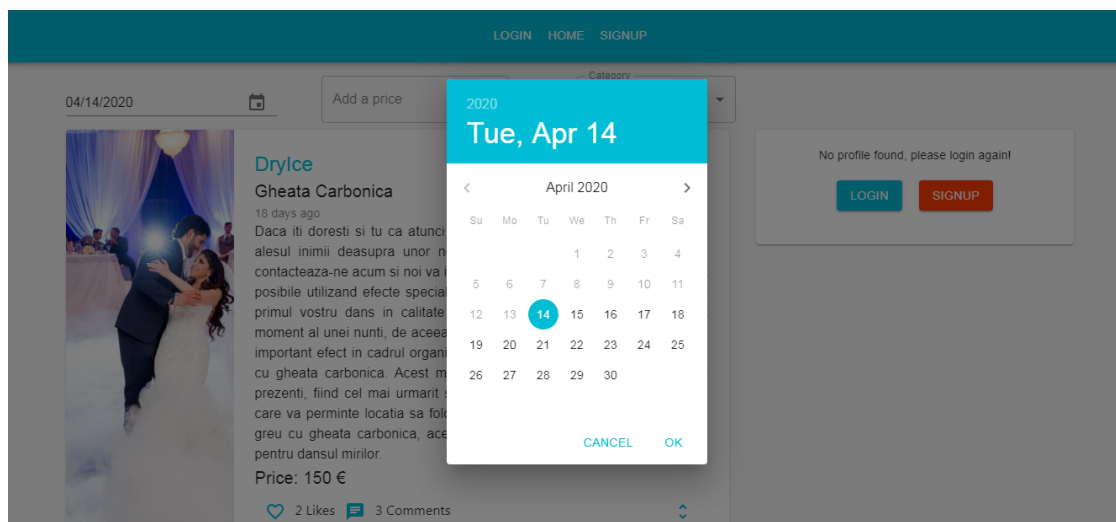 LOGIN HOME SIGNUP
04/14/2020
Add a price
Category
DryIce
Gheata Carbonica
18 days ago
Daca iti doresti si tu ca atunci
alesul inimii deasupra unor
contacteaza-ne acum si noi va
posibile utilizand efecte
primul vostru dans in calitate
moment al unei nunti, de aceea
important efect in cadrul
cu gheata carbonica. Acest
prezenti, fiind cel mai urmarit
care va perminte locatia sa
greu cu gheata carbonica,
pentru dansul mirilor.
Price: 150 €
2 Likes 3 Comments
2020
Tue, Apr 14
April 2020
Su Mo Tu We Th Fr Sa
1 2 3 4
5 6 7 8 9 10 11
12 13 14 15 16 17 18
19 20 21 22 23 24 25
26 27 28 29 30
CANCEL OK
No profile found, please login again!
LOGIN SIGNUP